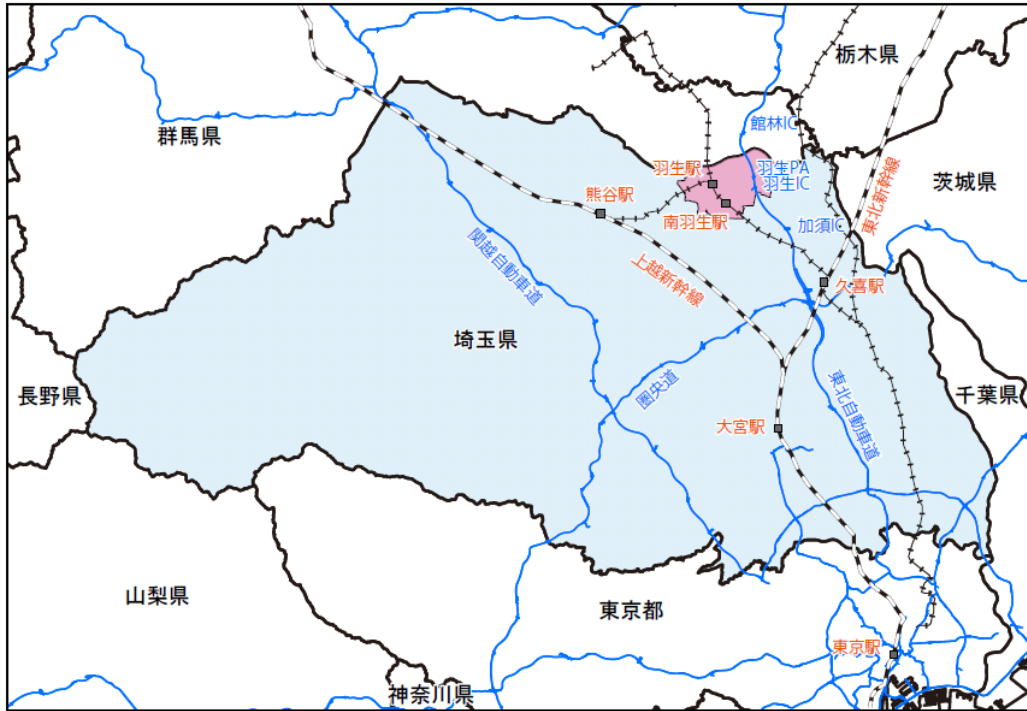 栃木県
群馬県
館林IC
羽生駅
羽生PA
羽生IC
茨城県
熊谷駅
南羽生駅
加須IC
東北新幹線
関越自動車道
上越新幹線
久喜駅
埼玉県
長野県
圏央道
千葉県
大宮駅
東北自動車道
山梨県
東京都
東京駅
神奈川県